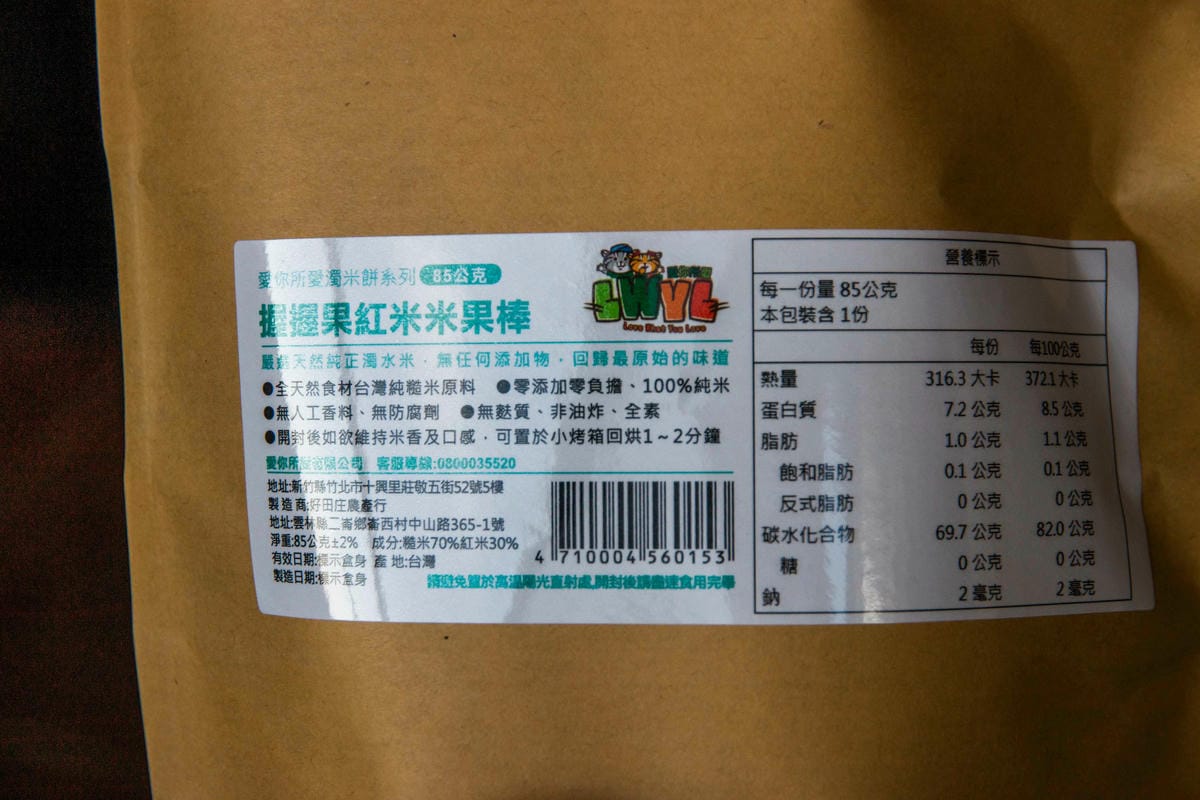 愛你所愛濁米餅系列 85公克
握握果紅米米果棒
愛你所愛
LWYL
Love What You Love
嚴選天然純正濁水米．無任何添加物．回歸最原始的味道
●全天然食材台灣純糙米原料 ●零添加零負擔、100%純米
●無人工香料、無防腐劑 ●無麩質、非油炸、全素
●開封後如欲維持米香及口感．可置於小烤箱回烘1～2分鐘
愛你所愛有限公司 客服專線:0800035520
地址:新竹縣竹北市十興里莊敬五街52號5樓
製造商:好田庄農產行
地址:雲林縣二崙鄉崙西村中山路365-1號
淨重:85公克±2% 成分:糙米70%紅米30%
有效日期:標示盒身 產地:台灣
製造日期:標示盒身
4 710004 560153
請避免置於高溫陽光直射處,開封後請盡速食用完畢
營養標示
每一份量 85公克
本包裝含 1份
每份 每100公克
熱量 316.3 大卡 372.1 大卡
蛋白質 7.2 公克 8.5 公克
脂肪 1.0 公克 1.1 公克
飽和脂肪 0.1 公克 0.1 公克
反式脂肪 0 公克 0 公克
碳水化合物 69.7 公克 82.0 公克
糖 0 公克 0 公克
鈉 2 毫克 2 毫克